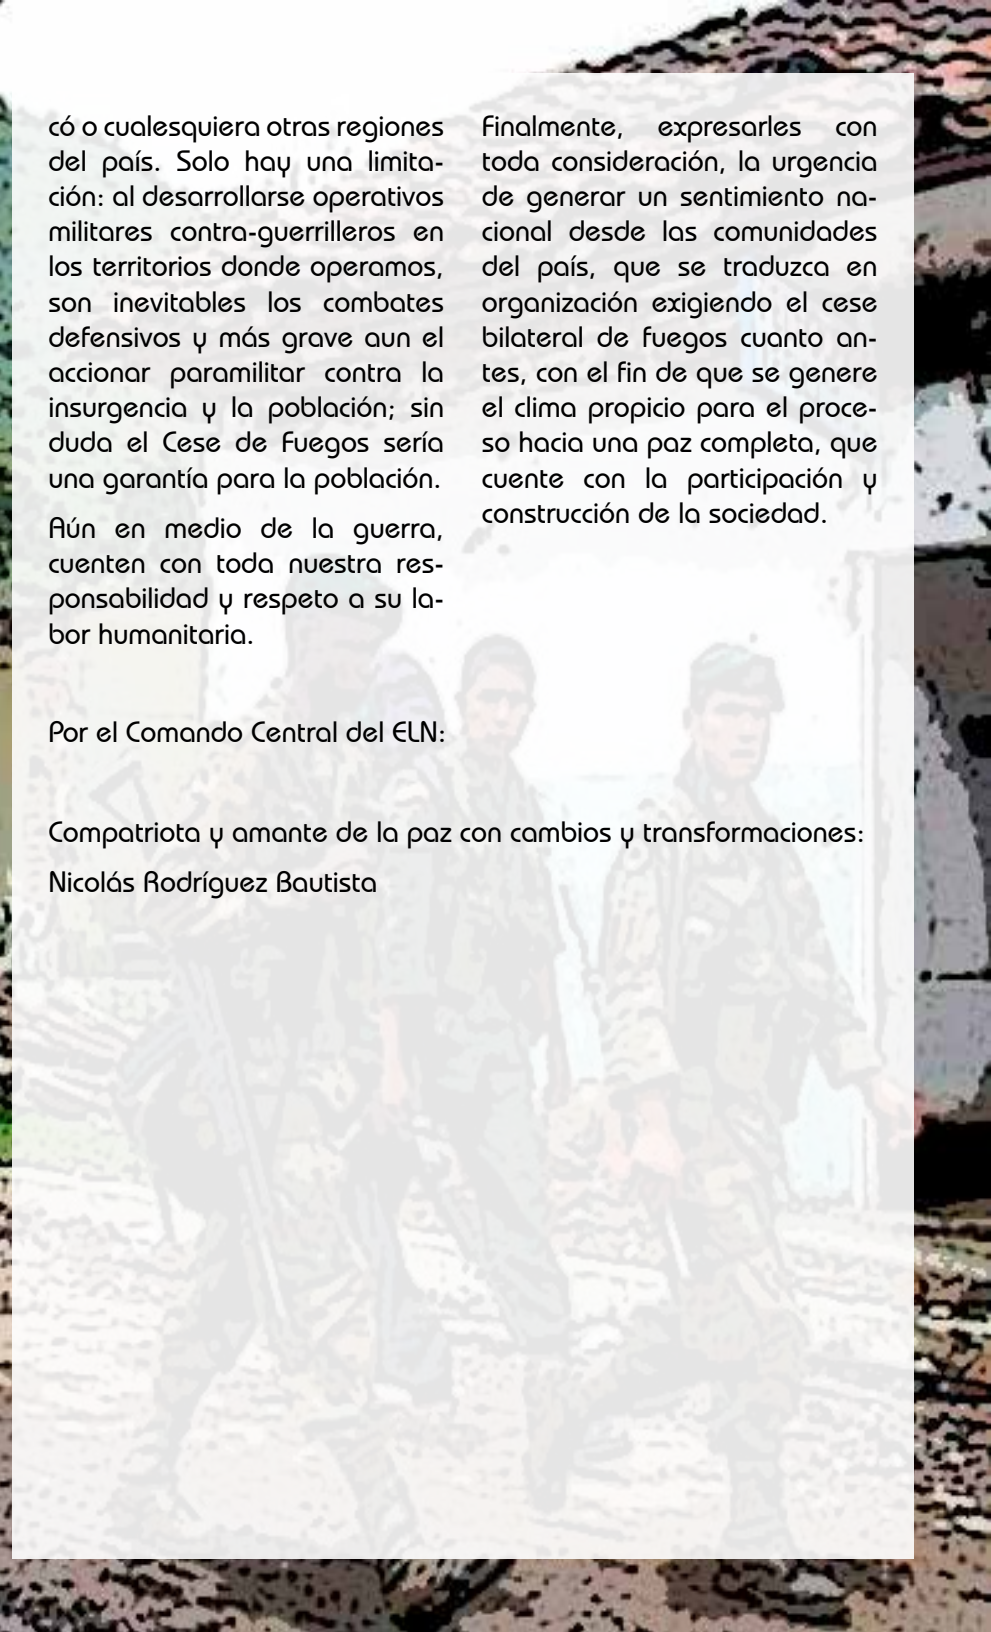 có o cualesquiera otras regiones
del país. Solo hay una limita-
ción: al desarrollarse operativos
militares contra-guerrilleros en
los territorios donde operamos,
son inevitables los combates
defensivos y más grave aun el
accionar paramilitar contra la
insurgencia y la población; sin
duda el Cese de Fuegos sería
una garantía para la población.
Aún en medio de la guerra,
cuenten con toda nuestra res-
ponsabilidad y respeto a su la-
bor humanitaria.
Finalmente, expresarles con
toda consideración, la urgencia
de generar un sentimiento na-
cional desde las comunidades
del país, que se traduzca en
organización exigiendo el cese
bilateral de fuegos cuanto an-
tes, con el fin de que se genere
el clima propicio para el proce-
so hacia una paz completa, que
cuente con la participación y
construcción de la sociedad.
Por el Comando Central del ELN:
Compatriota y amante de la paz con cambios y transformaciones:
Nicolás Rodríguez Bautista